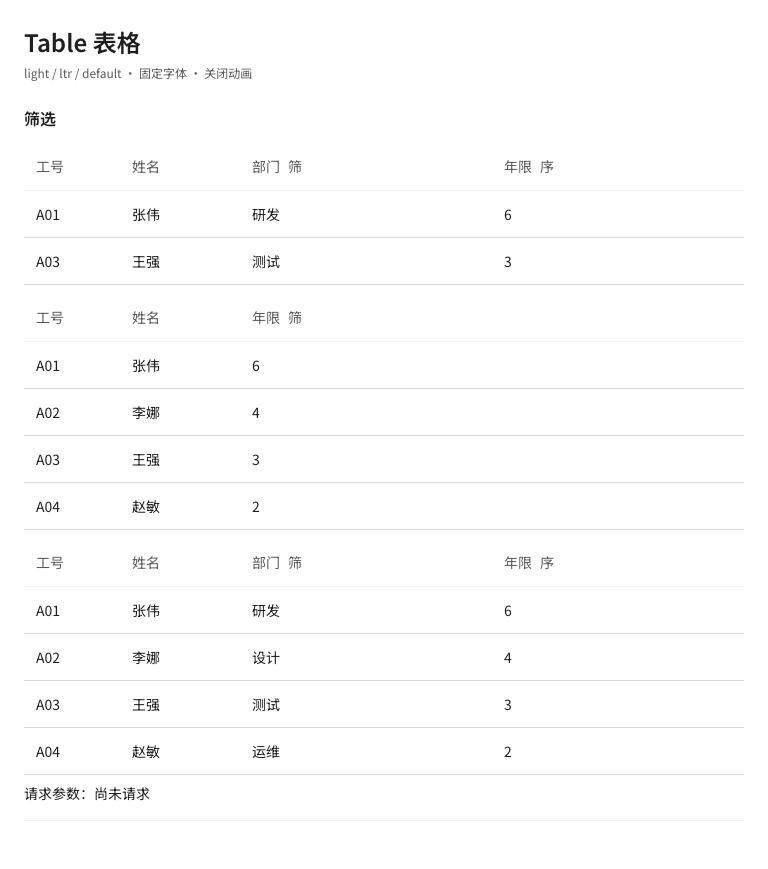 Table 表格
light / ltr / default • 固定字体 • 关闭动画
筛选
工号 姓名 部门 筛 年限 序
A01 张伟 研发 6
A03 王强 测试 3
工号 姓名 年限 筛
A01 张伟 6
A02 李娜 4
A03 王强 3
A04 赵敏 2
工号 姓名 部门 筛 年限 序
A01 张伟 研发 6
A02 李娜 设计 4
A03 王强 测试 3
A04 赵敏 运维 2
请求参数：尚未请求